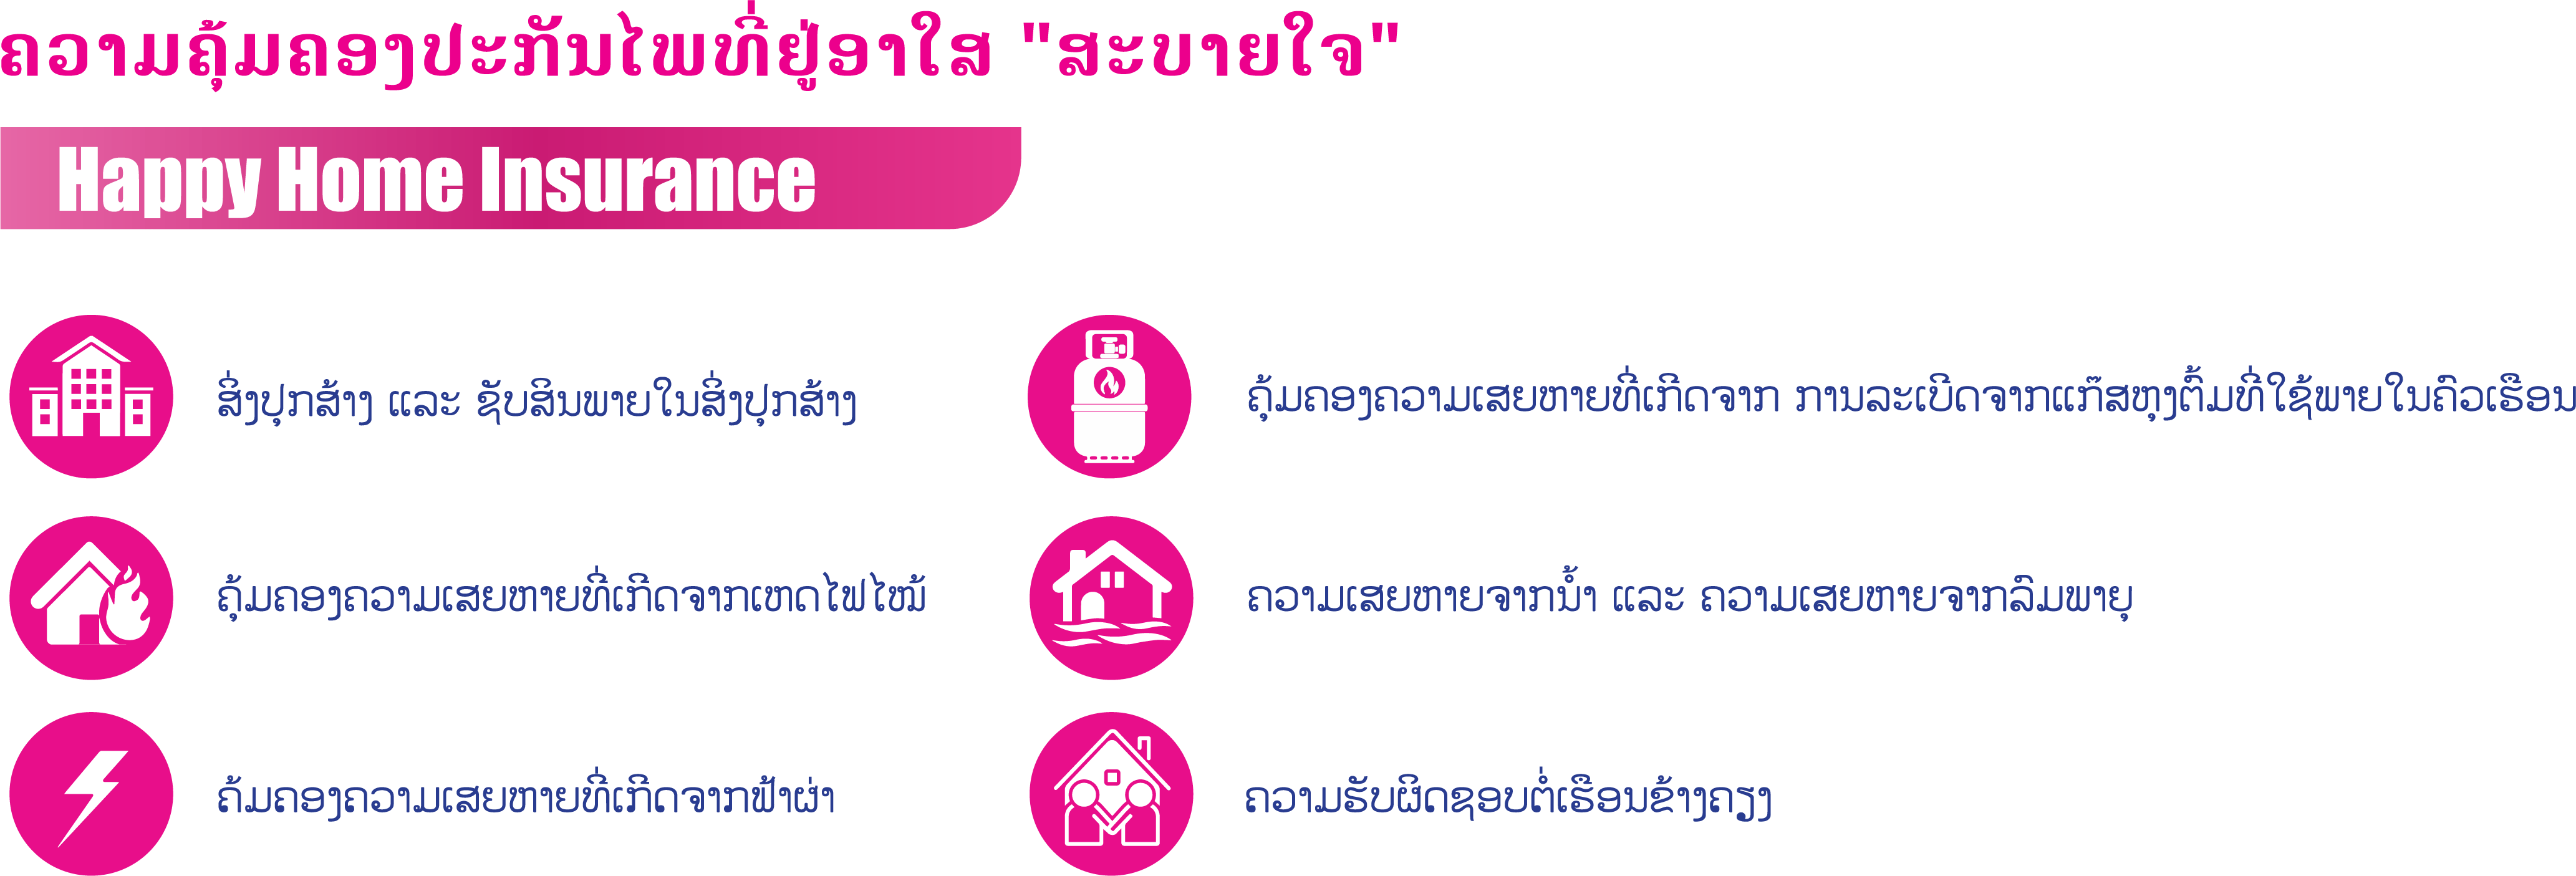 ຄວາມຄຸ້ມຄອງປະກັນໄພທີ່ຢູ່ອາໃສ "ສະບາຍໃຈ"
Happy Home Insurance
ສິ່ງປຸກສ້າງ ແລະ ຊັບສິນພາຍໃນສິ່ງປຸກສ້າງ
ຄຸ້ມຄອງຄວາມເສຍຫາຍທີ່ເກີດຈາກ ການລະເບີດຈາກແກ໊ສຫຸງຕົ້ມທີ່ໃຊ້ພາຍໃນຄົວເຮືອນ
ຄຸ້ມຄອງຄວາມເສຍຫາຍທີ່ເກີດຈາກເຫດໄຟໄໝ້
ຄວາມເສຍຫາຍຈາກນ້ຳ ແລະ ຄວາມເສຍຫາຍຈາກລົມພາຍຸ
ຄ້ມຄອງຄວາມເສຍຫາຍທີ່ເກີດຈາກຟ້າຜ່າ
ຄວາມຮັບຜິດຊອບຕໍ່ເຮືອນຂ້າງຄຽງ